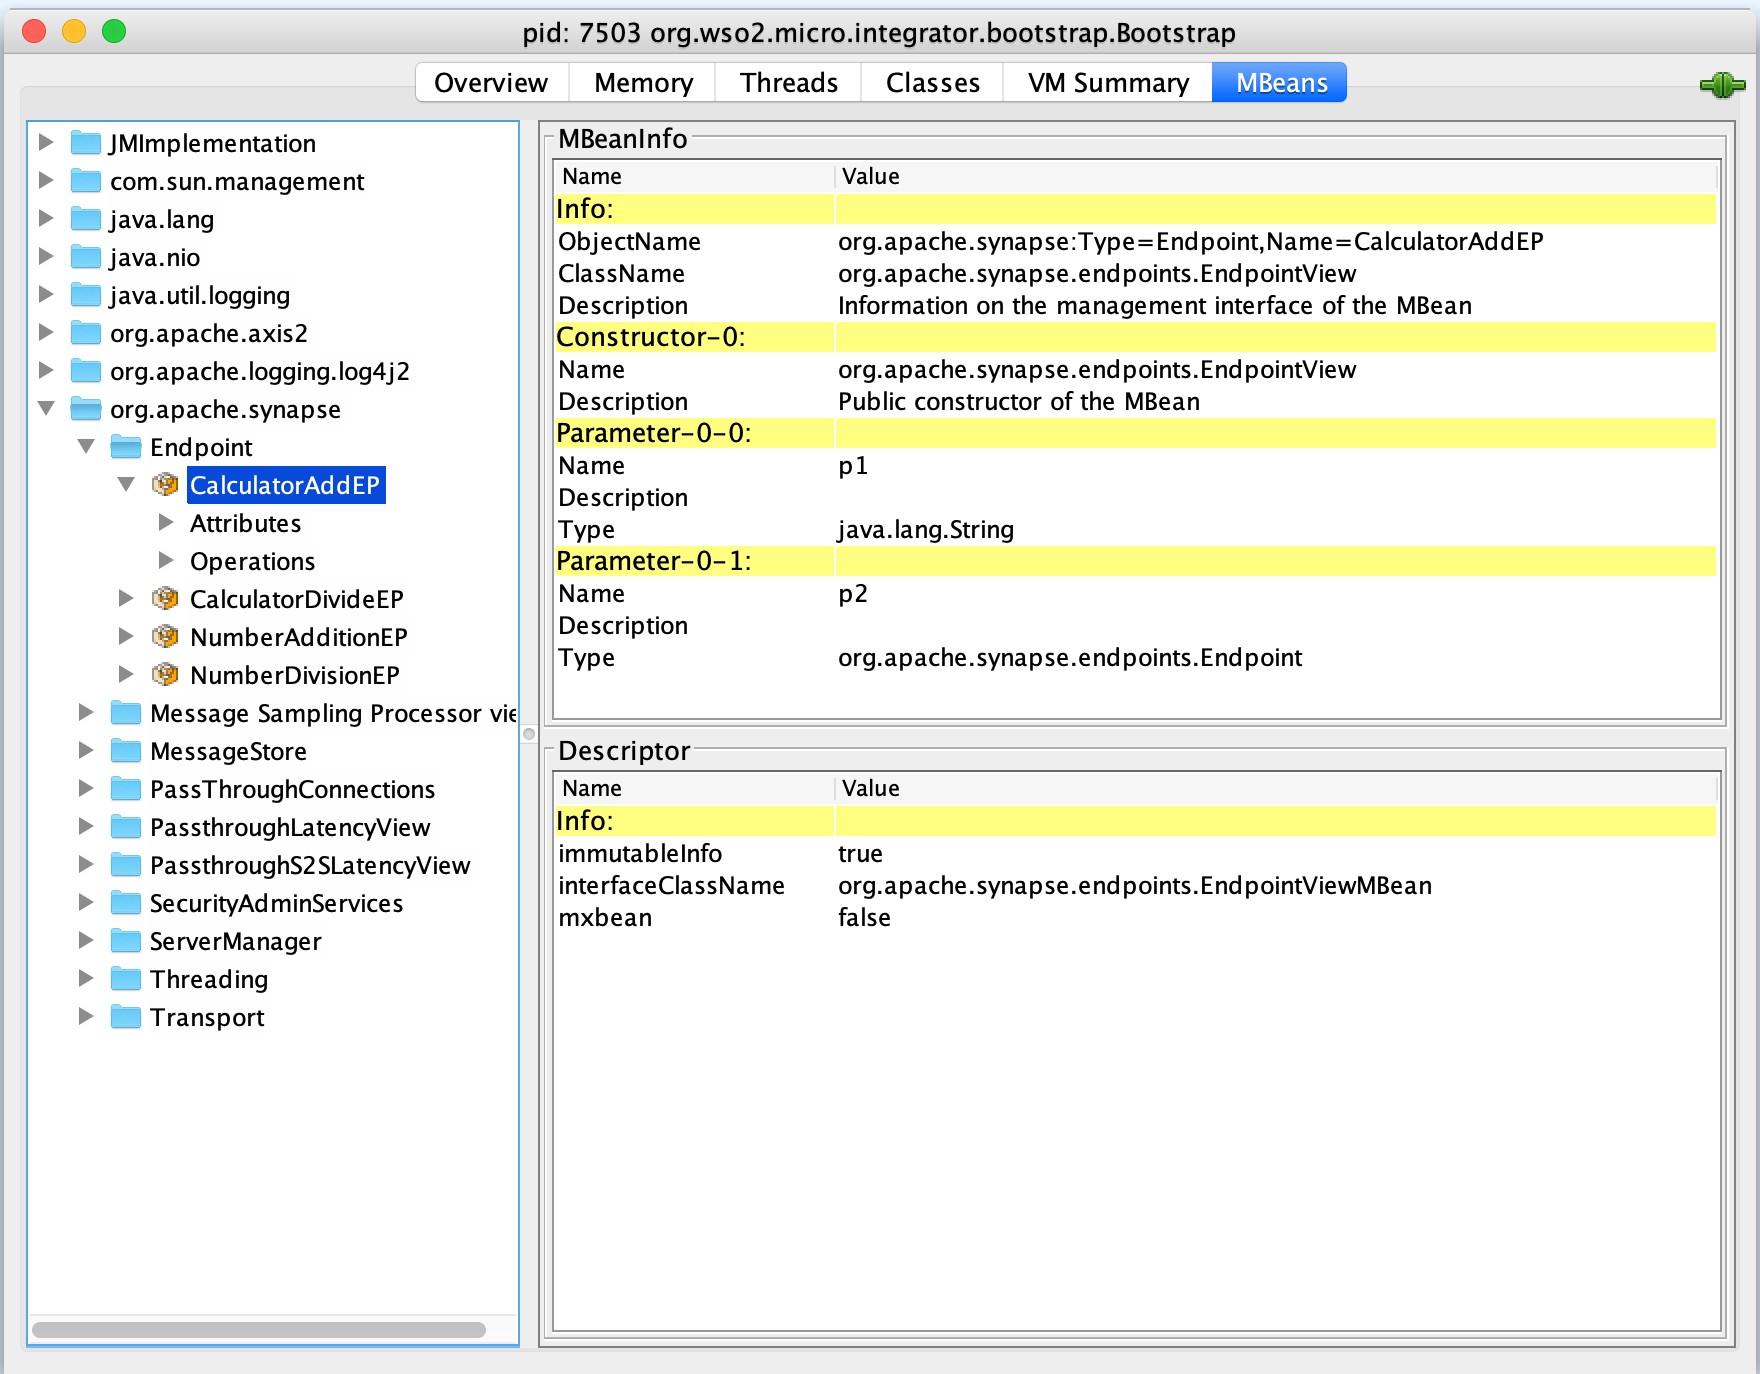 pid: 7503 org.wso2.micro.integrator.bootstrap.Bootstrap
Overview Memory Threads Classes VM Summary MBeans
JMImplementation
com.sun.management
java.lang
java.nio
java.util.logging
org.apache.axis2
org.apache.logging.log4j2
org.apache.synapse
Endpoint
CalculatorAddEP
Attributes
Operations
CalculatorDivideEP
NumberAdditionEP
NumberDivisionEP
Message Sampling Processor vie
MessageStore
PassThroughConnections
PassthroughLatencyView
PassthroughS2SLatencyView
SecurityAdminServices
ServerManager
Threading
Transport
MBeanInfo
Name Value
Info:
ObjectName org.apache.synapse:Type=Endpoint,Name=CalculatorAddEP
ClassName org.apache.synapse.endpoints.EndpointView
Description Information on the management interface of the MBean
Constructor-0:
Name org.apache.synapse.endpoints.EndpointView
Description Public constructor of the MBean
Parameter-0-0:
Name p1
Description
Type java.lang.String
Parameter-0-1:
Name p2
Description
Type org.apache.synapse.endpoints.Endpoint
Descriptor
Name Value
Info:
immutableInfo true
interfaceClassName org.apache.synapse.endpoints.EndpointViewMBean
mxbean false